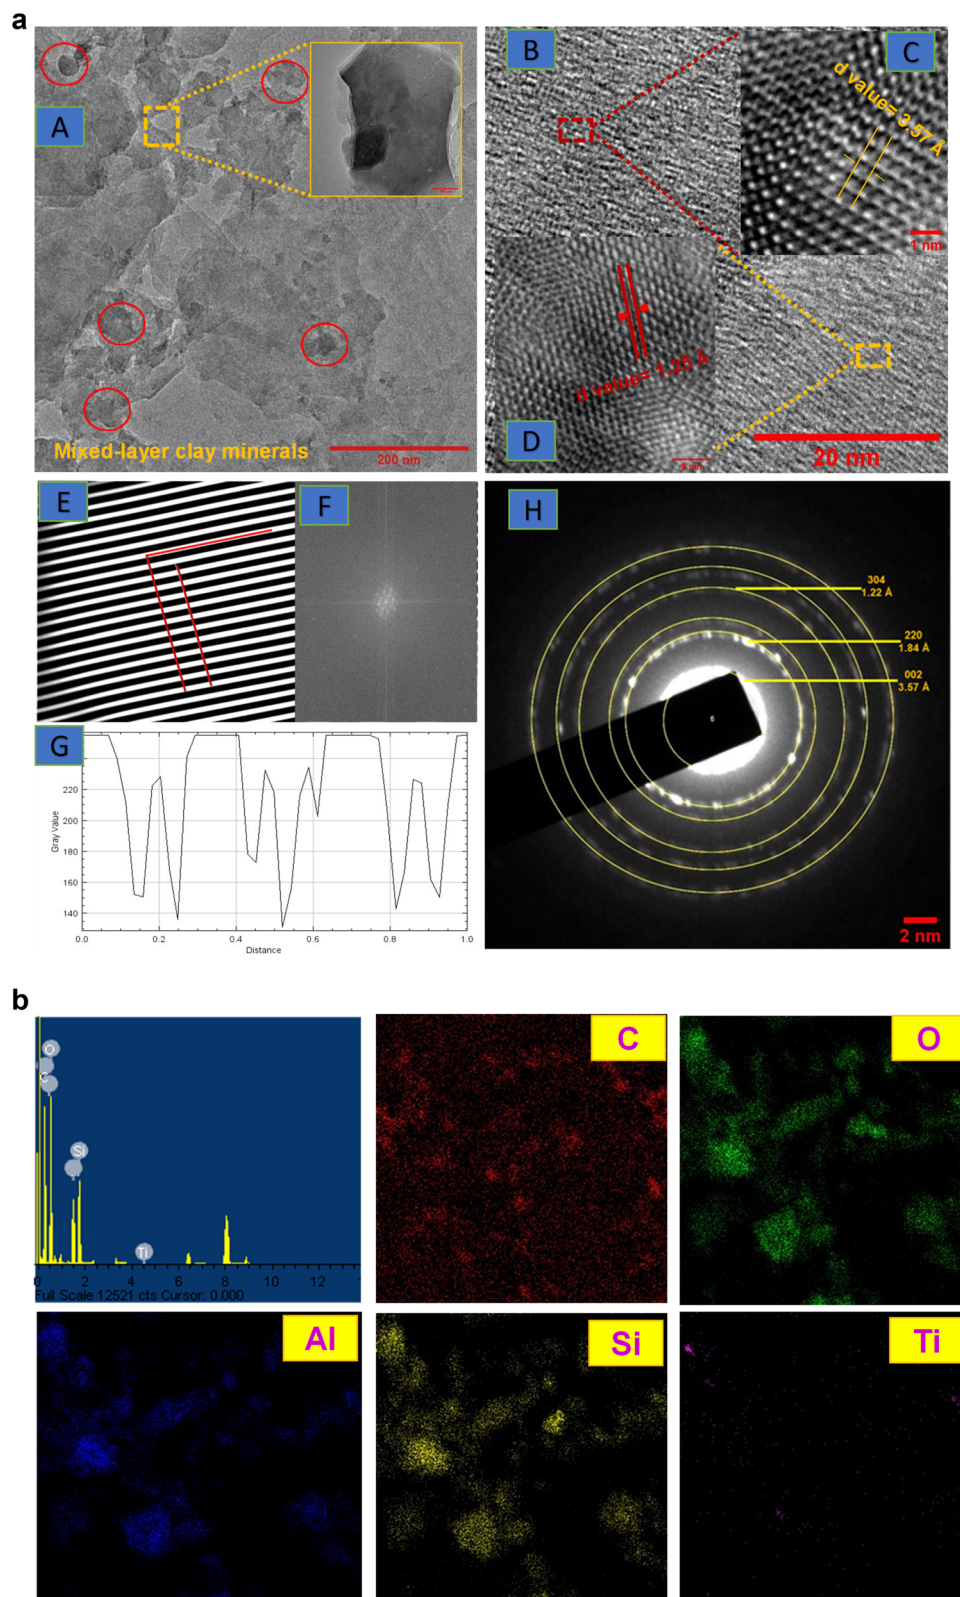 a
A
Mixed-layer clay minerals
200 nm
B
C
d value= 3.57 Å
1 nm
d value= 1.25 Å
D
20 nm
E
F
G
220
200
180
160
140
Gray Value
0.0
0.2
0.4
0.6
0.8
1.0
Distance
H
304
1.22 Å
220
1.84 Å
002
3.57 Å
2 nm
b
O
C
Si
Ti
0
2
4
6
8
10
12
Full Scale 12521 cts Cursor: 0.000
C
O
Al
Si
Ti